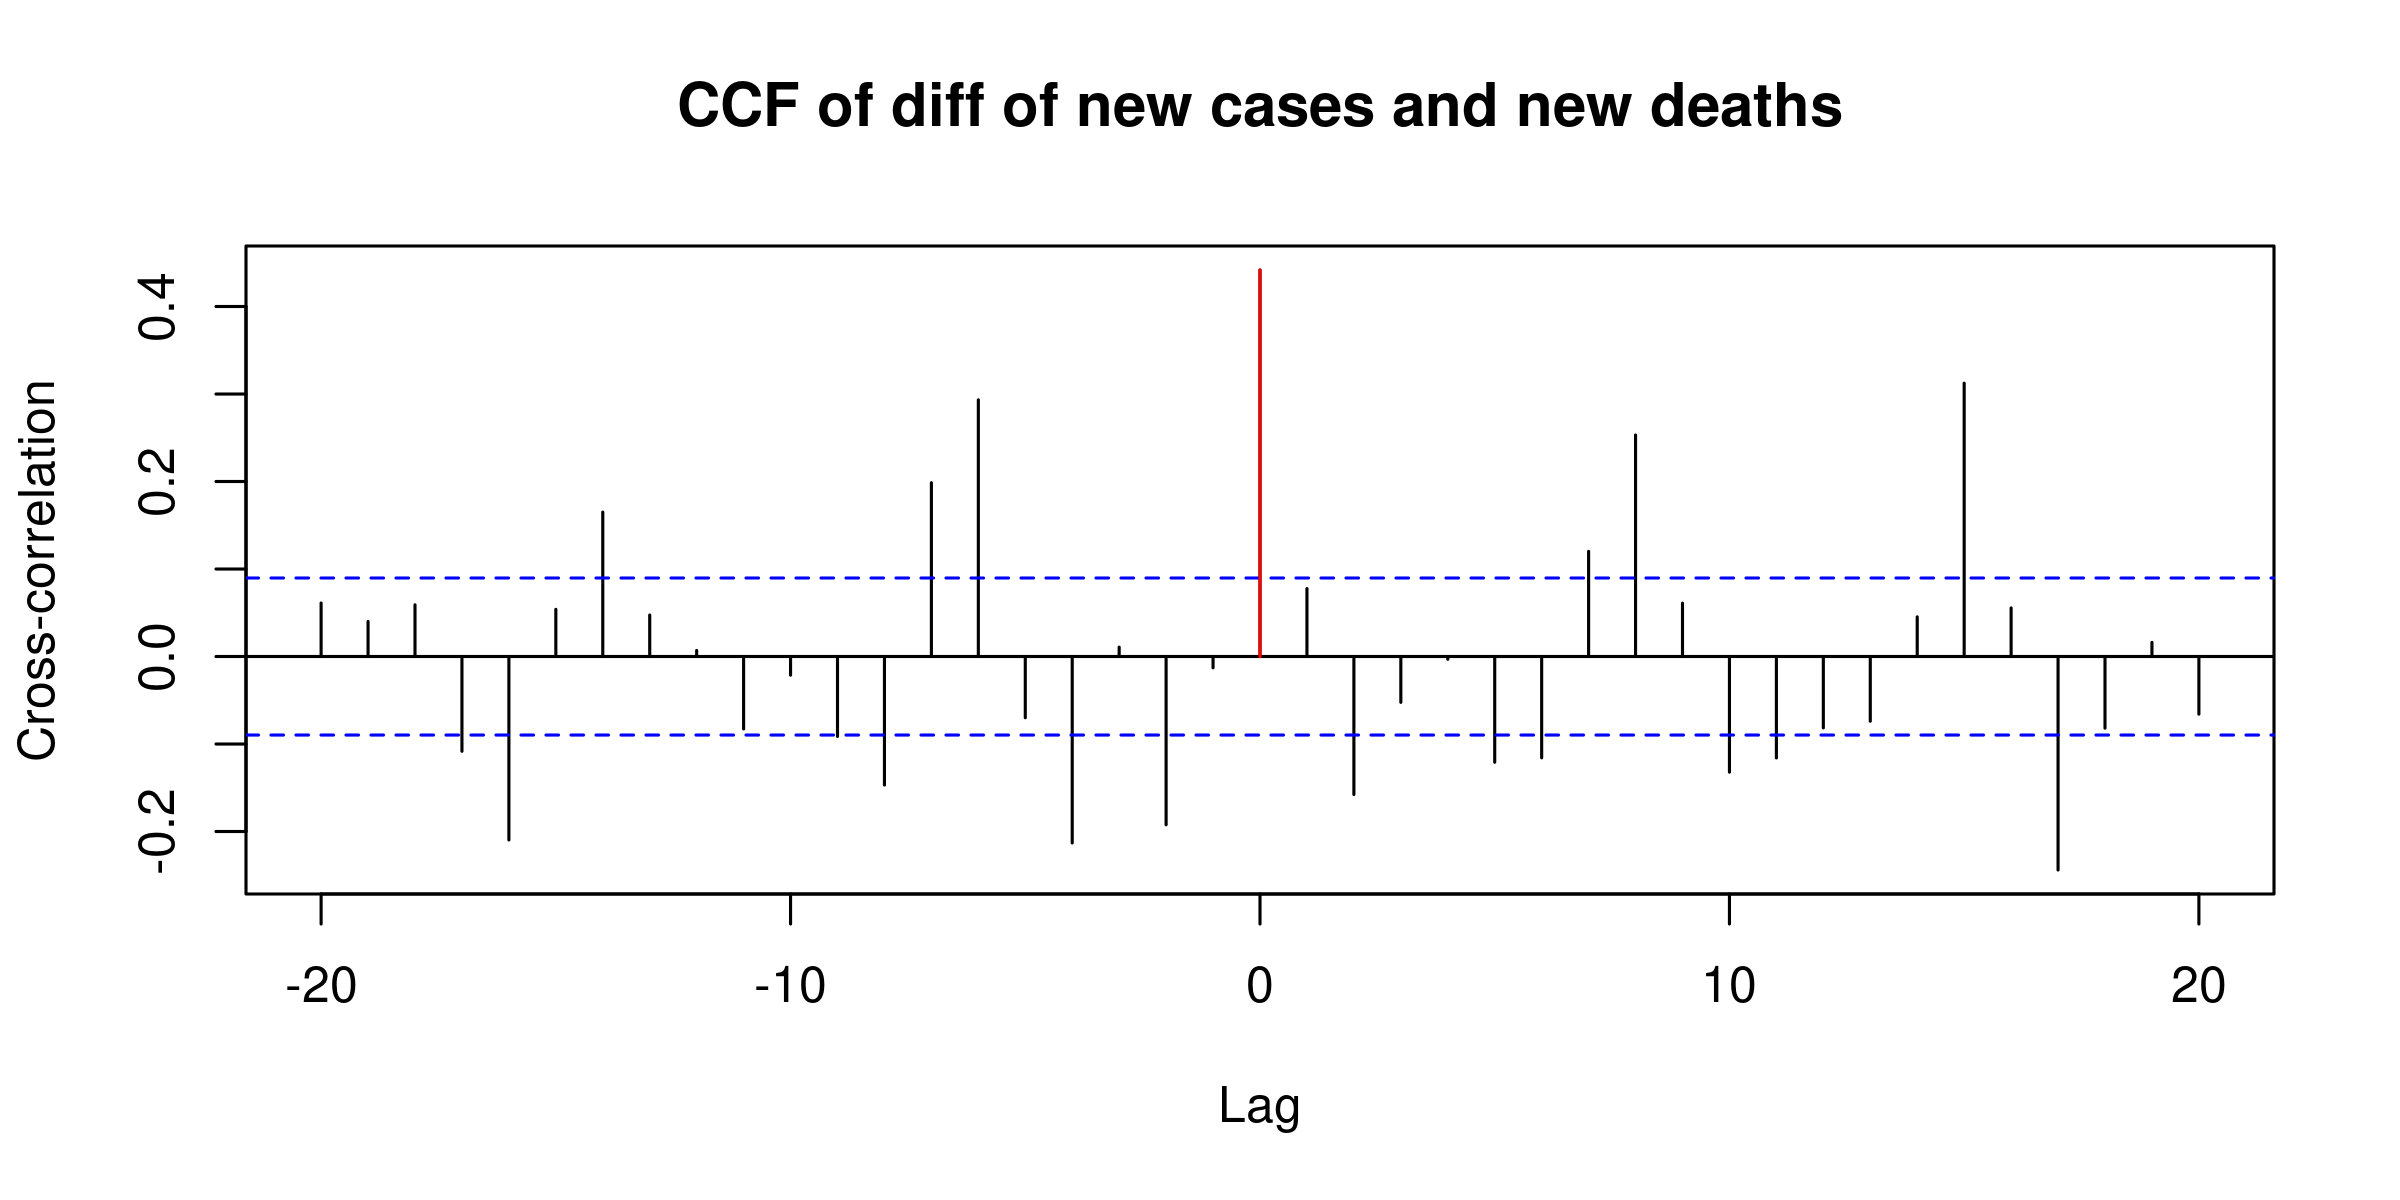 CCF of diff of new cases and new deaths
Cross-correlation
0.4
0.2
0.0
-0.2
-20 -10 0 10 20
Lag